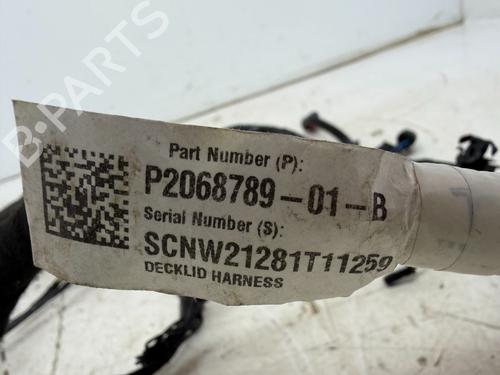 B-PARTS
Part Number (P):
P2068789-01-B
Serial Number (S):
SCNW21281T11259
DECKLID HARNESS